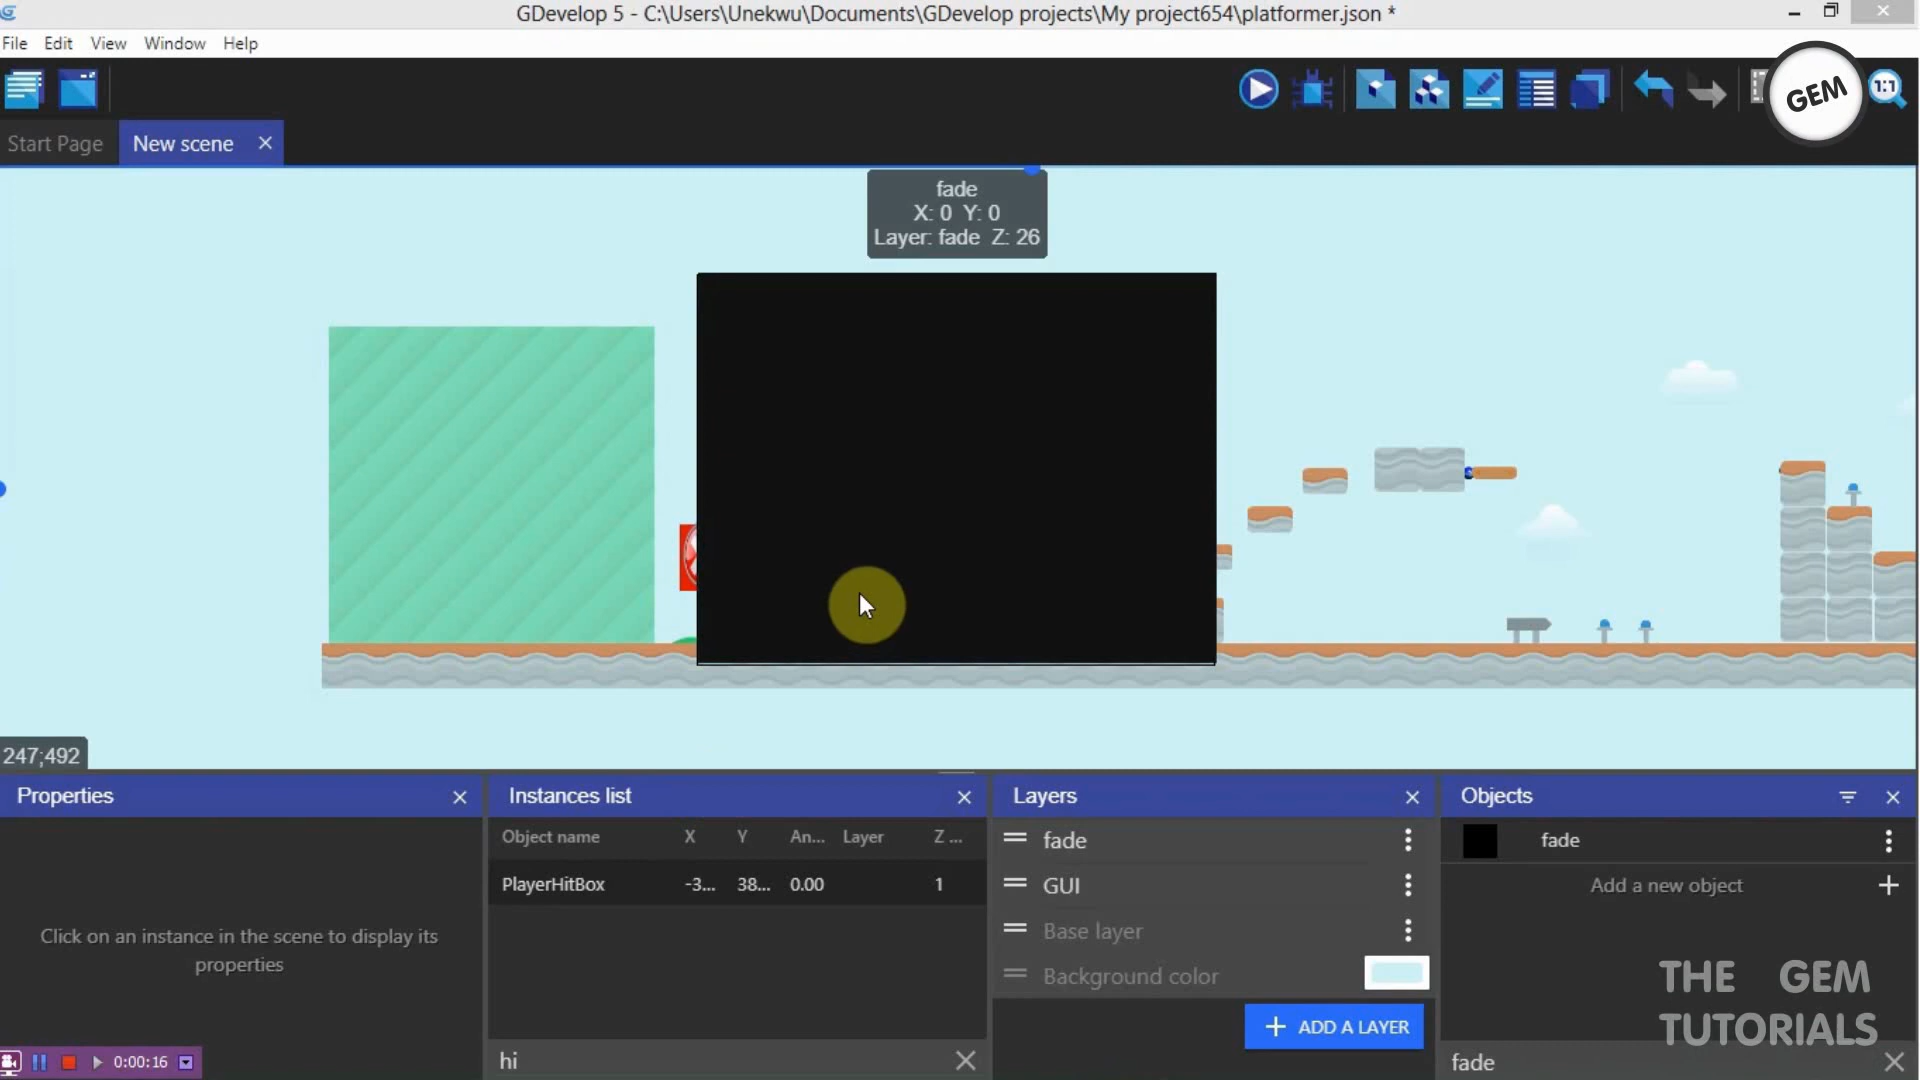 GDevelop 5 - C:\Users\Unekwu\Documents\GDevelop projects\My project654\platformer.json *
File Edit View Window Help
GEM
1:1
Start Page New scene
fade
X: 0 Y: 0
Layer: fade Z: 26
247;492
Properties
Click on an instance in the scene to display its
properties
Instances list
Object name X Y An... Layer Z ...
PlayerHitBox -3... 38... 0.00 1
hi
Layers
fade
GUI
Base layer
Background color
ADD A LAYER
Objects
fade
Add a new object
fade
THE GEM
TUTORIALS
0:00:16